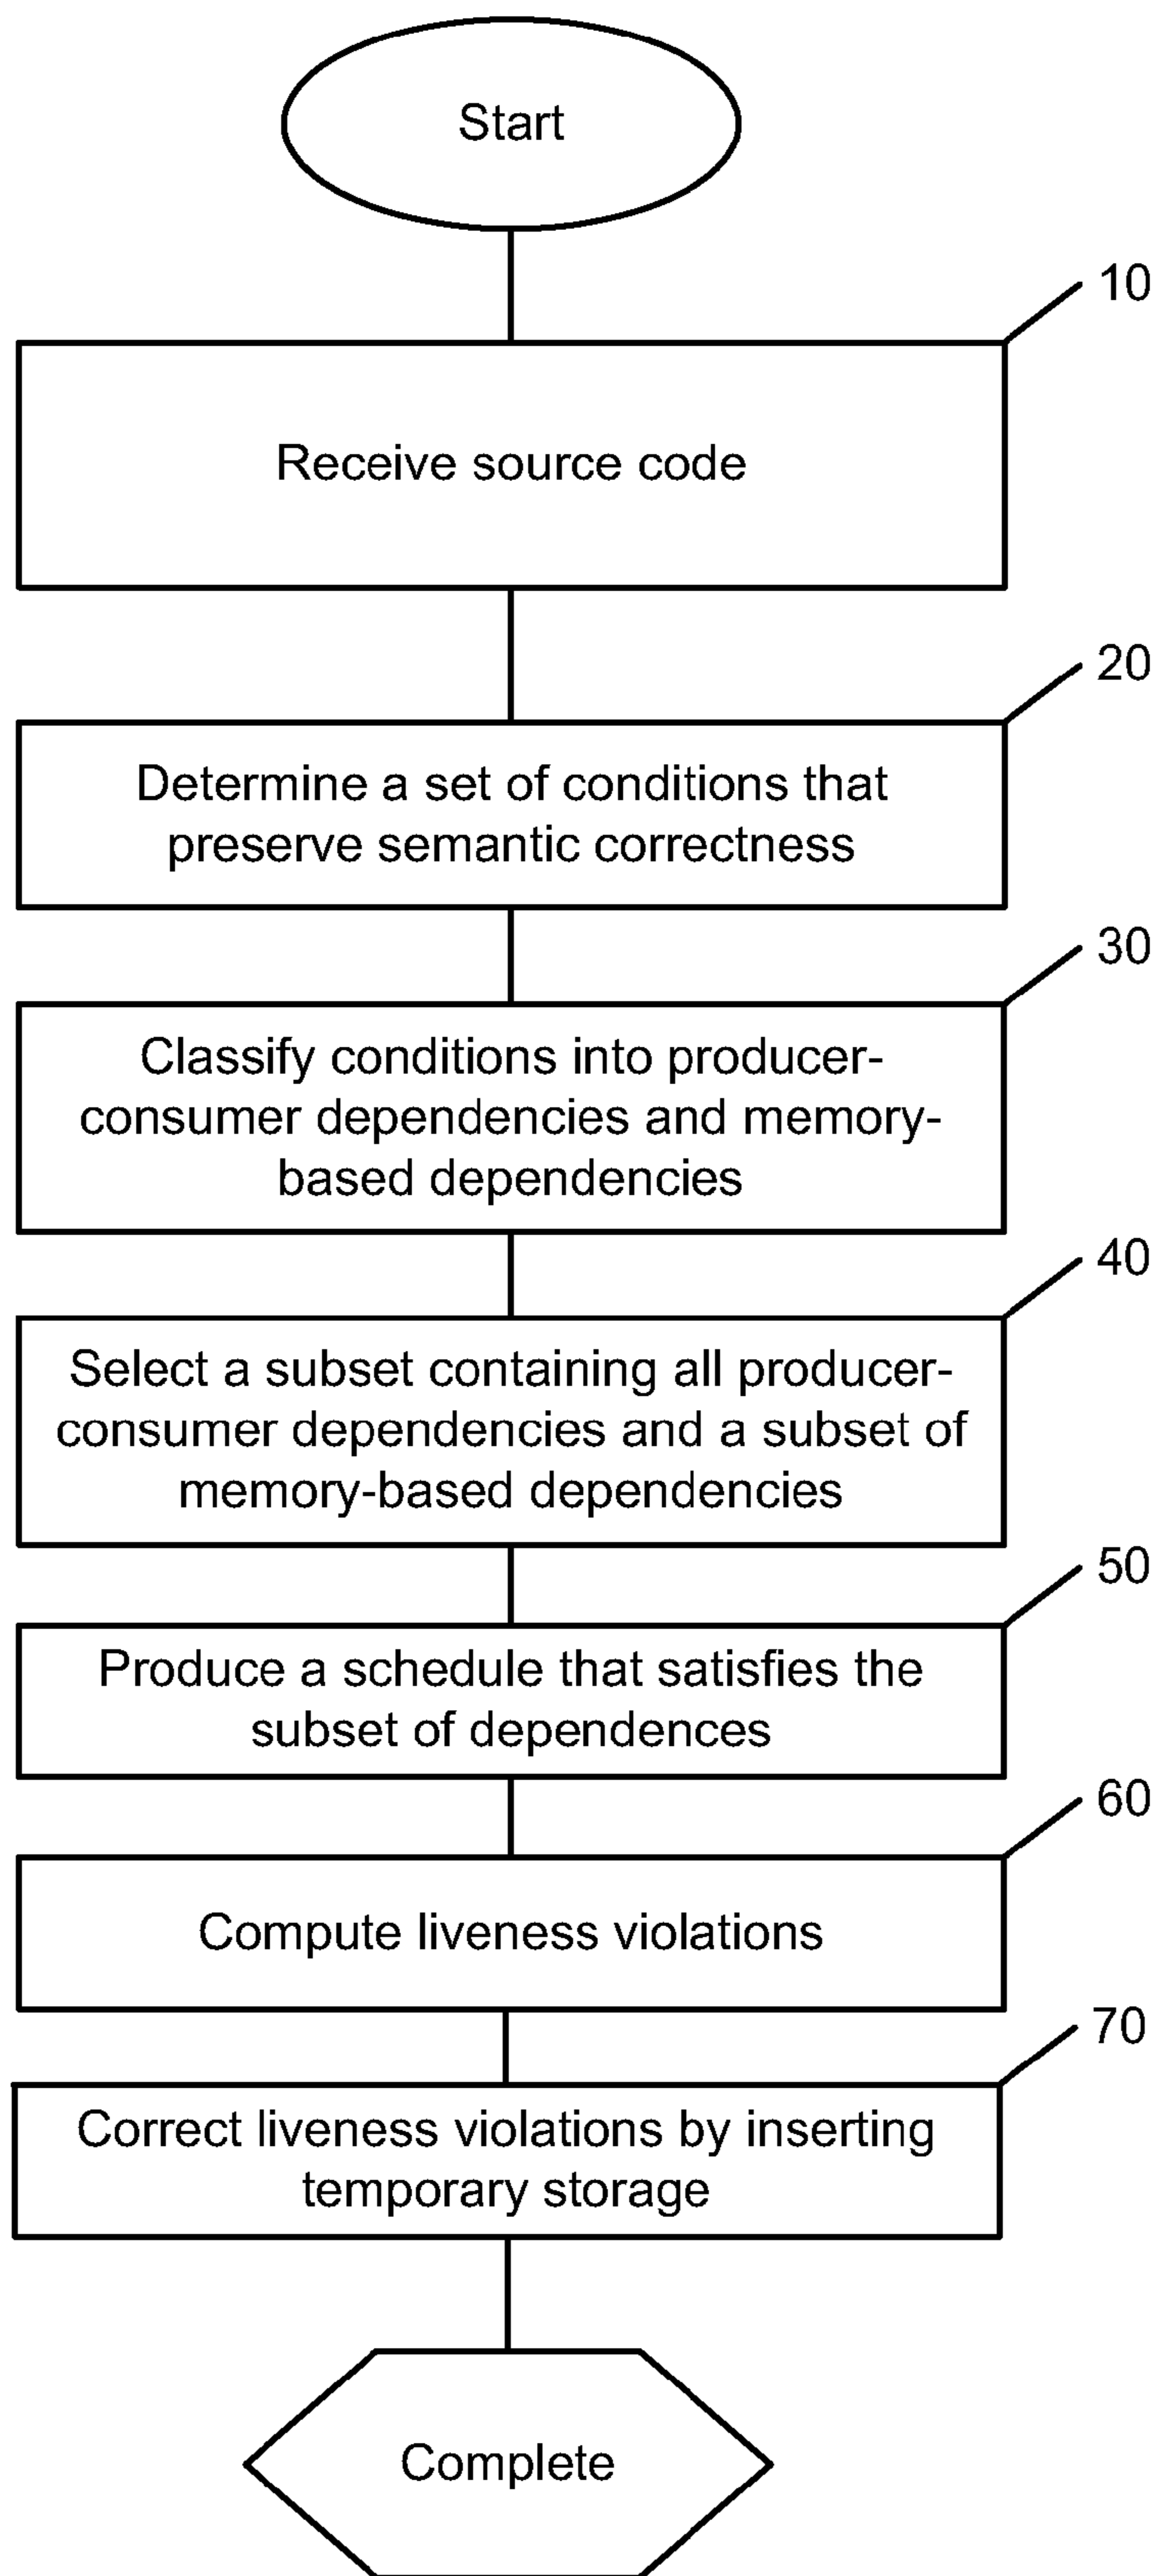 Start
10
Receive source code
20
Determine a set of conditions that
preserve semantic correctness
30
Classify conditions into producer-
consumer dependencies and memory-
based dependencies
40
Select a subset containing all producer-
consumer dependencies and a subset of
memory-based dependencies
50
Produce a schedule that satisfies the
subset of dependences
60
Compute liveness violations
70
Correct liveness violations by inserting
temporary storage
Complete